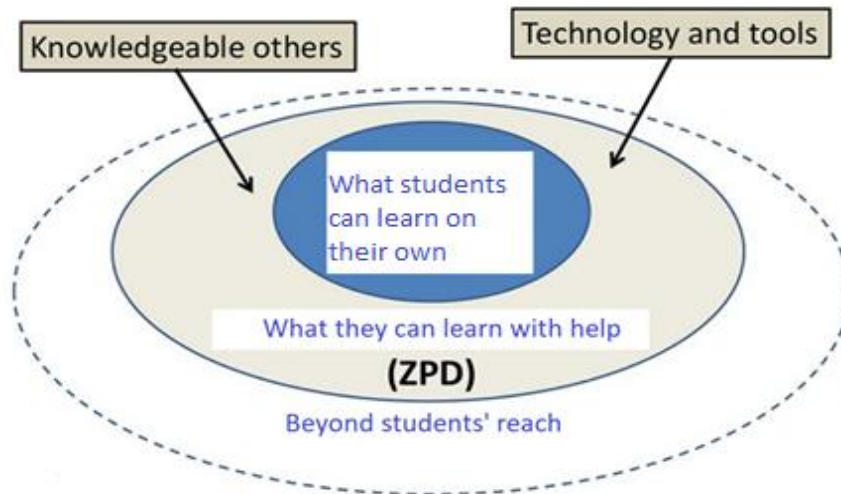 Knowledgeable others
Technology and tools
What students
can learn on
their own
What they can learn with help
(ZPD)
Beyond students' reach